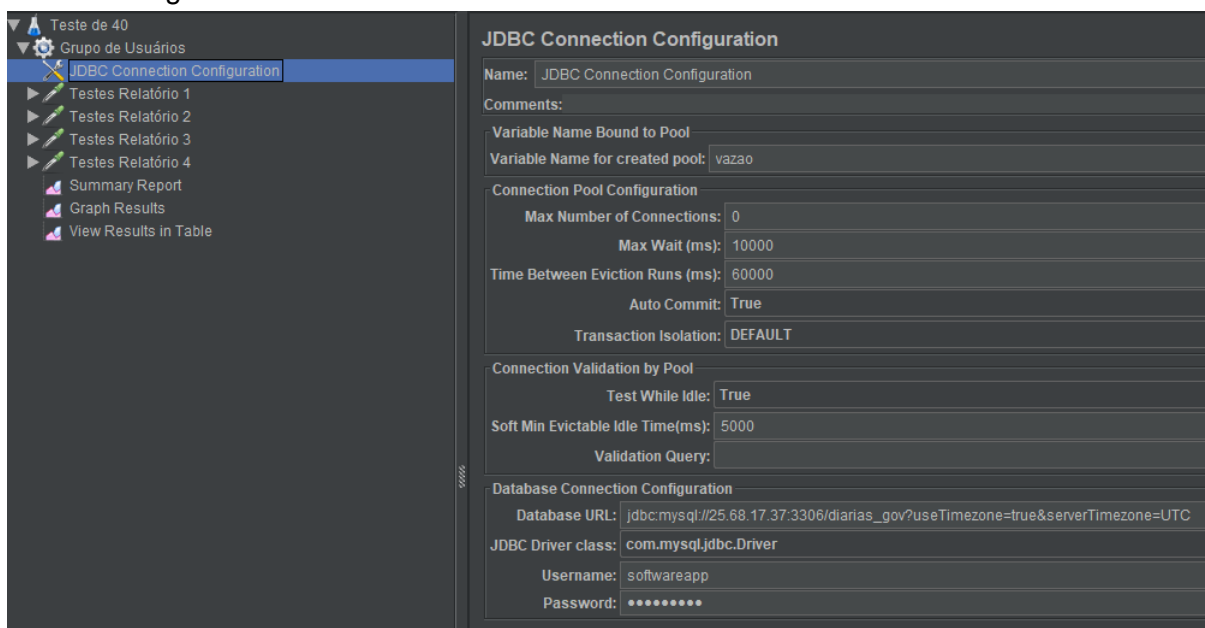 Teste de 40
Grupo de Usuários
JDBC Connection Configuration
Testes Relatório 1
Testes Relatório 2
Testes Relatório 3
Testes Relatório 4
Summary Report
Graph Results
View Results in Table
JDBC Connection Configuration
Name: JDBC Connection Configuration
Comments:
Variable Name Bound to Pool
Variable Name for created pool: vazao
Connection Pool Configuration
Max Number of Connections: 0
Max Wait (ms): 10000
Time Between Eviction Runs (ms): 60000
Auto Commit: True
Transaction Isolation: DEFAULT
Connection Validation by Pool
Test While Idle: True
Soft Min Evictable Idle Time(ms): 5000
Validation Query:
Database Connection Configuration
Database URL: jdbc:mysql://25.68.17.37:3306/diarias_gov?useTimezone=true&serverTimezone=UTC
JDBC Driver class: com.mysql.jdbc.Driver
Username: softwareapp
Password: •••••••••